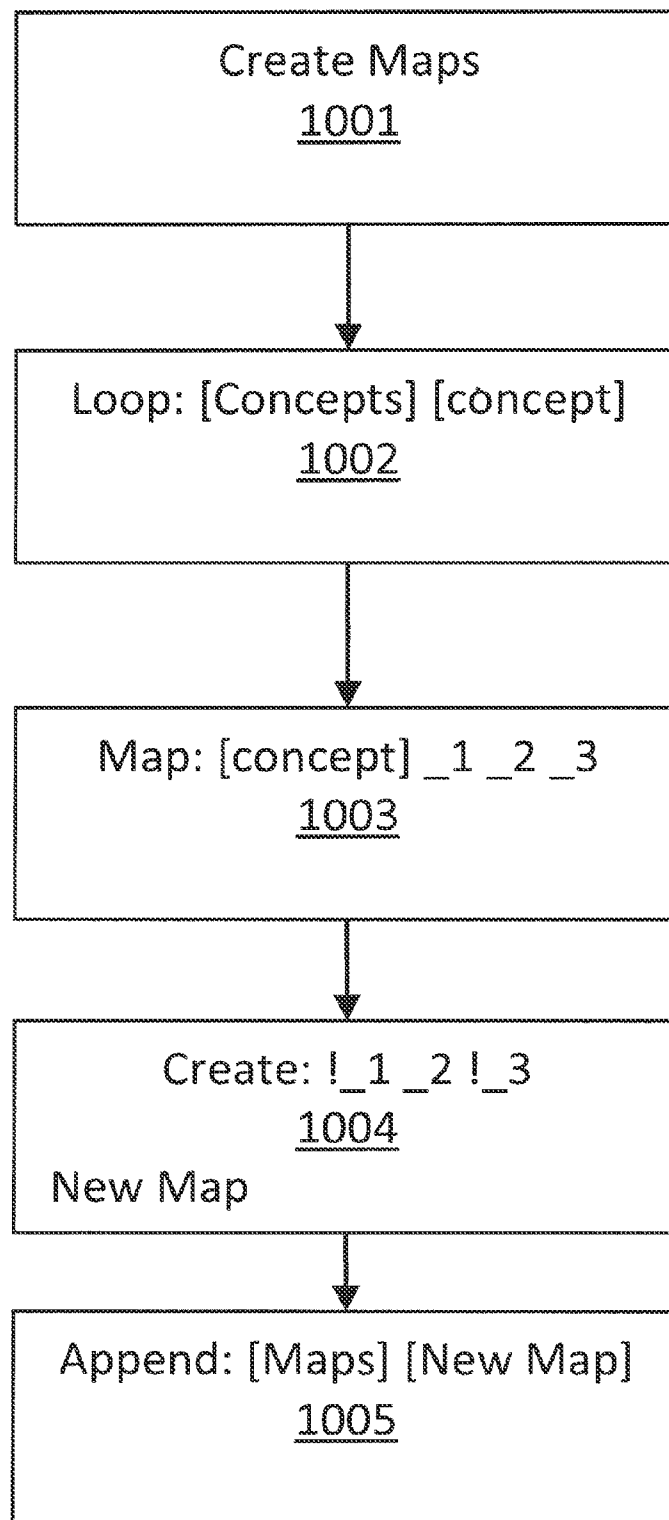 Create Maps
1001
Loop: [Concepts] [concept]
1002
Map: [concept] _1 _2 _3
1003
Create: !_1 _2 !_3
1004
New Map
Append: [Maps] [New Map]
1005